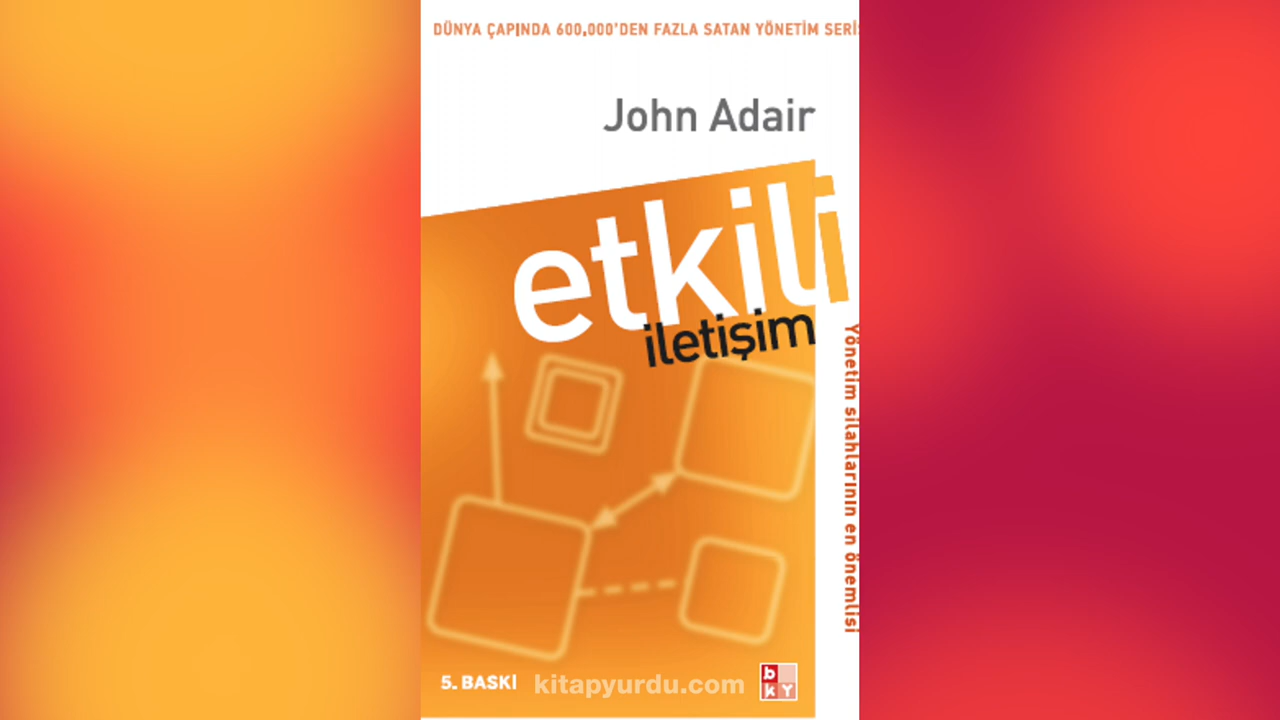 DÜNYA ÇAPINDA 600.000'DEN FAZLA SATAN YÖNETİM
John Adair
etkili
iletişim
Yönetim silahlarının en önemlisi
5. BASKI
kitapyurdu.com
bky